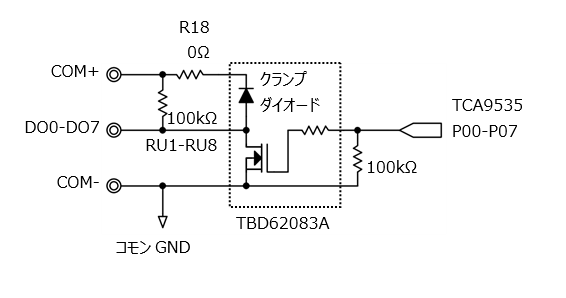 R18
0Ω
COM+
クランプ
ダイオード
100kΩ
TCA9535
DO0-DO7
P00-P07
RU1-RU8
100kΩ
COM-
TBD62083A
コモン GND